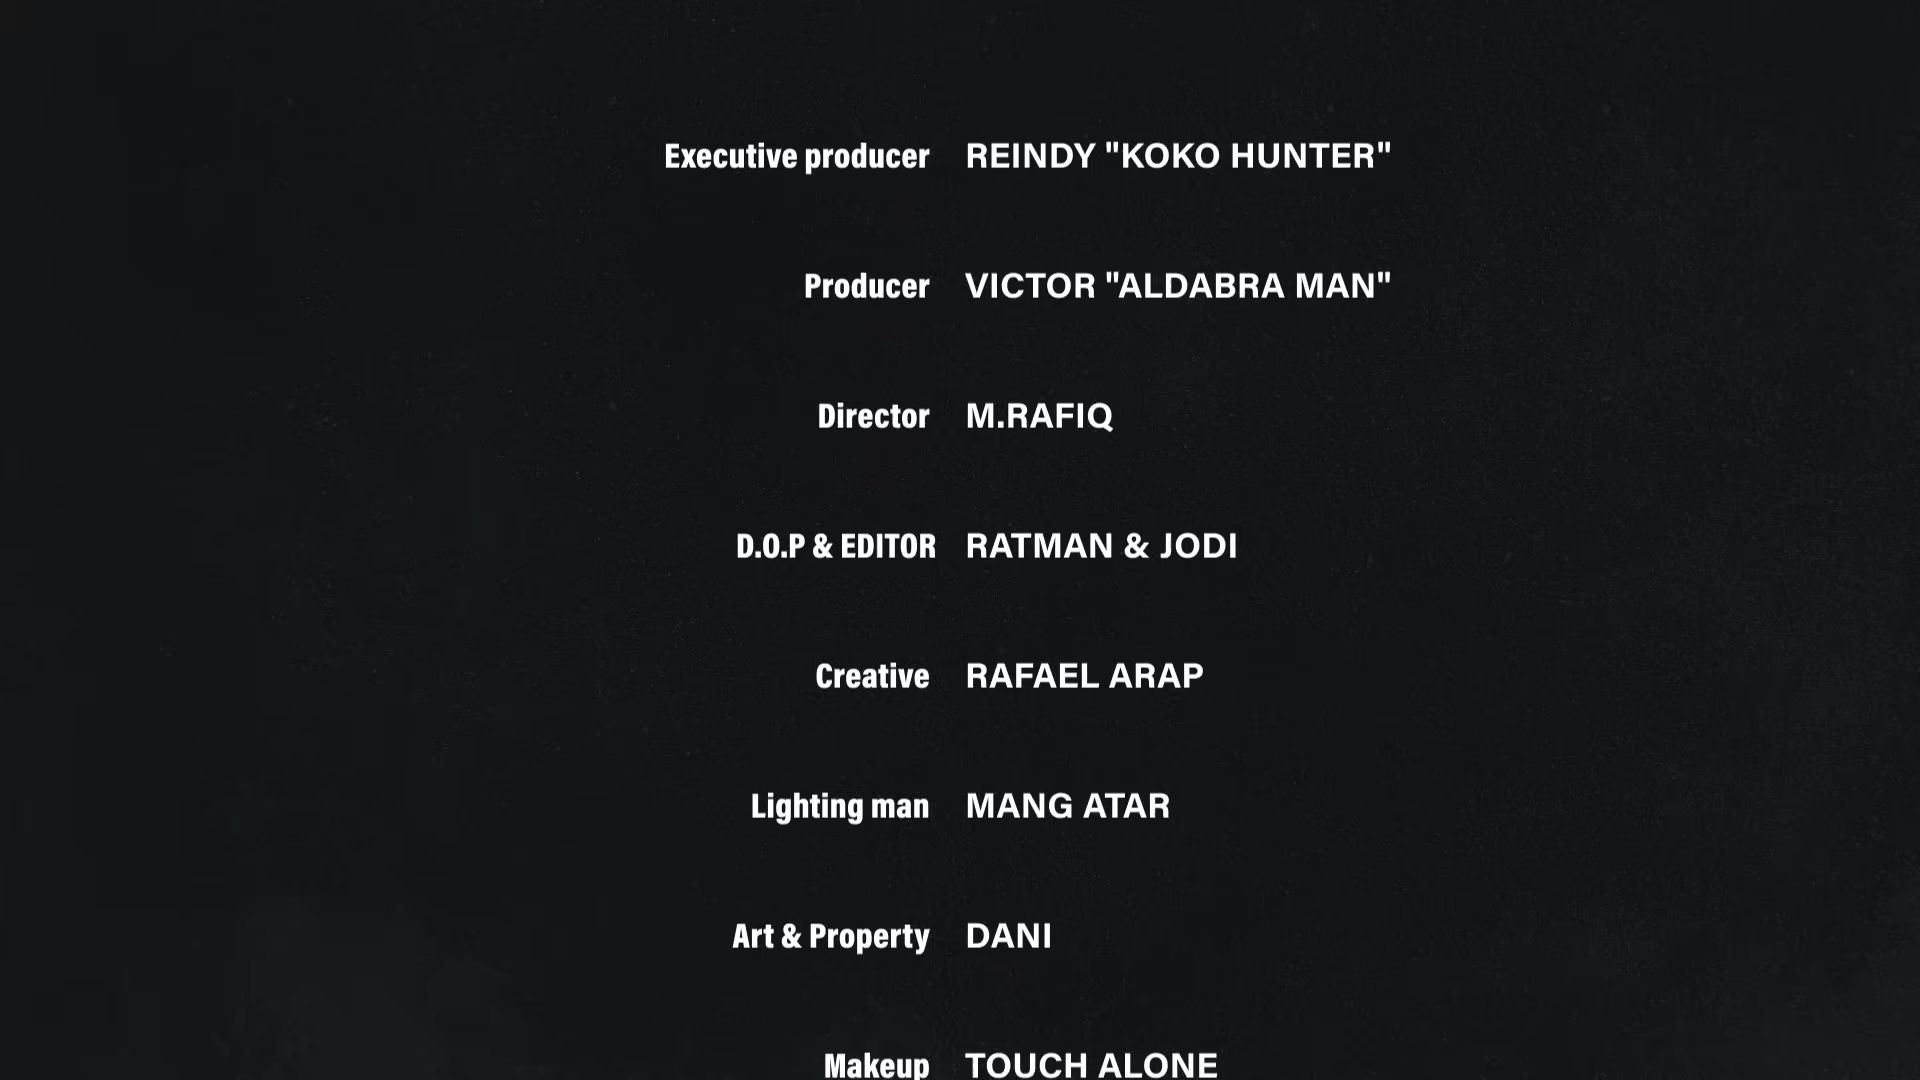 Executive producer REINDY "KOKO HUNTER"
Producer VICTOR "ALDABRA MAN"
Director M.RAFIQ
D.O.P & EDITOR RATMAN & JODI
Creative RAFAEL ARAP
Lighting man MANG ATAR
Art & Property DANI
Makeup TOUCH ALONE